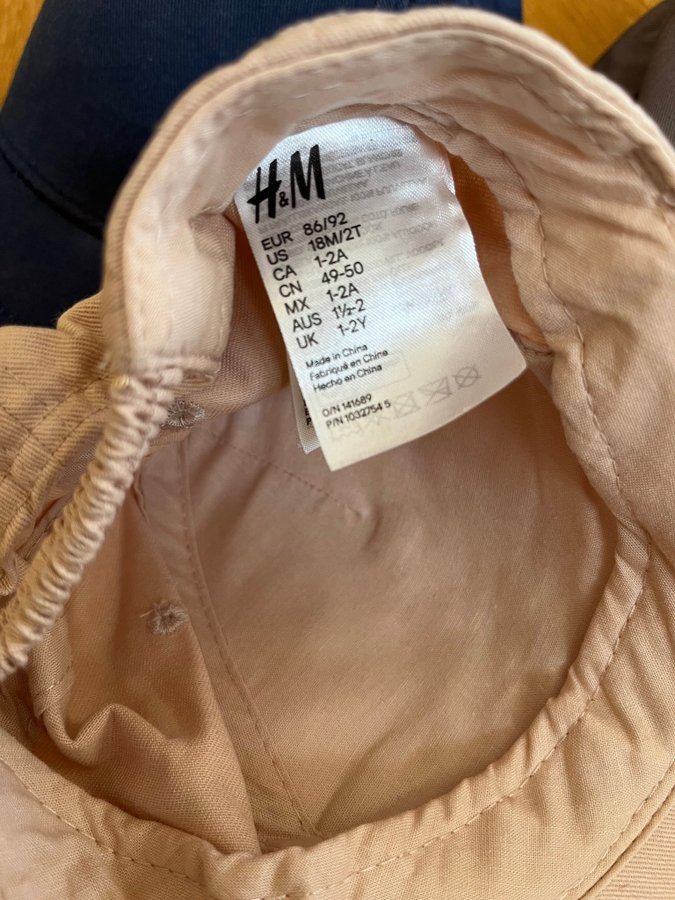 H&M
EUR 86/92
US 18M/2T
CA 1-2A
CN 49-50
MX 1-2A
AUS 1½-2
UK 1-2Y
Made in China
Fabriqué en Chine
Hecho en China
O/N 141689
P/N 1032754 5